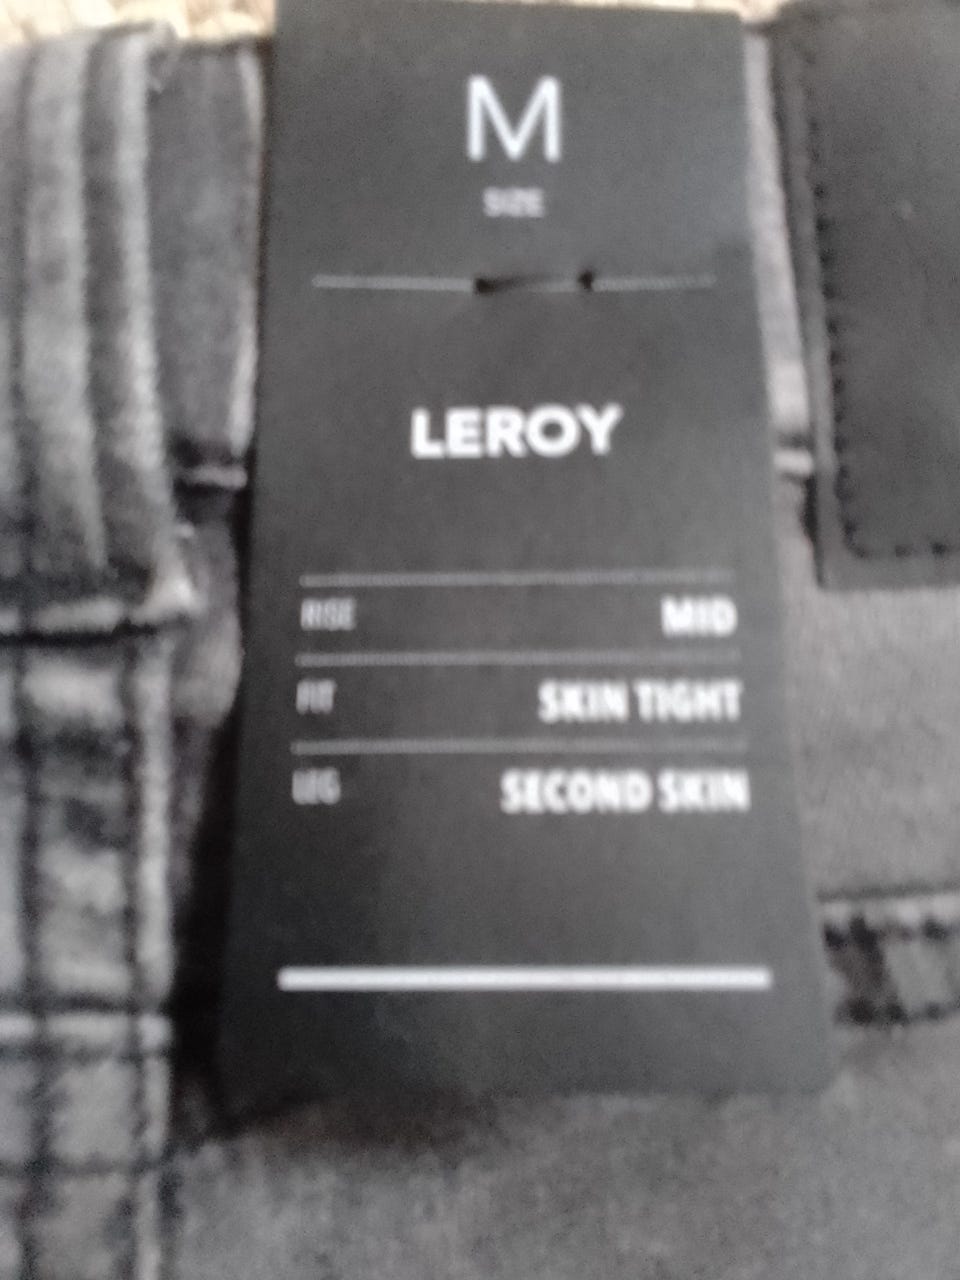 M
SIZE
LEROY
RISE MID
FIT SKIN TIGHT
LEG SECOND SKIN